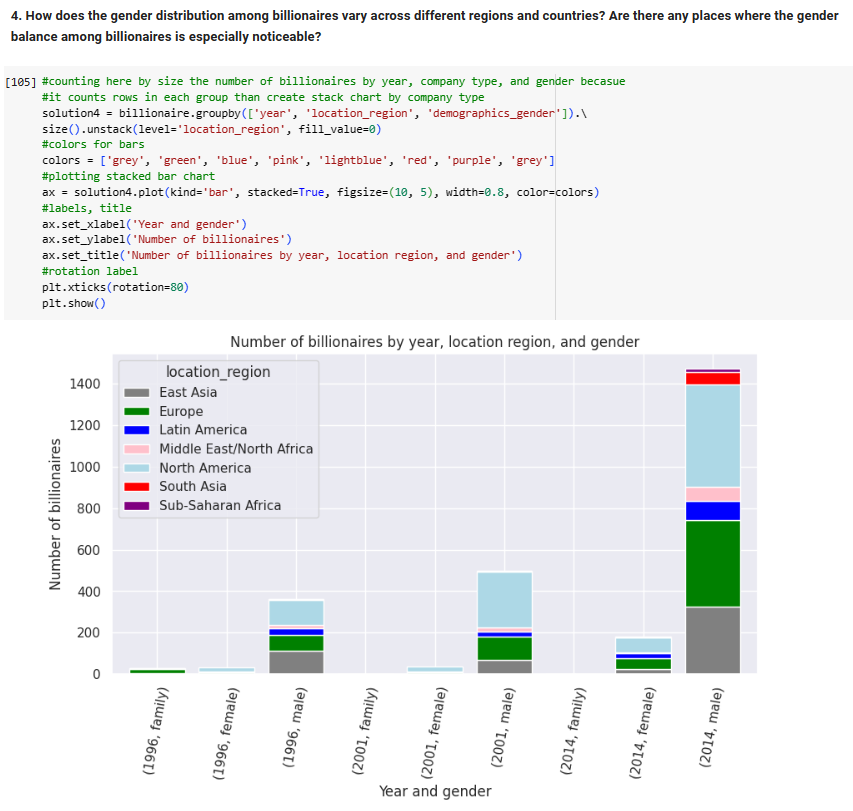 4. How does the gender distribution among billionaires vary across different regions and countries? Are there any places where the gender
balance among billionaires is especially noticeable?
[105] #counting here by size the number of billionaires by year, company type, and gender becasue
#it counts rows in each group than create stack chart by company type
solution4 = billionaire.groupby(['year', 'location_region', 'demographics_gender']).\
size().unstack(level='location_region', fill_value=0)
#colors for bars
colors = ['grey', 'green', 'blue', 'pink', 'lightblue', 'red', 'purple', 'grey']
#plotting stacked bar chart
ax = solution4.plot(kind='bar', stacked=True, figsize=(10, 5), width=0.8, color=colors)
#labels, title
ax.set_xlabel('Year and gender')
ax.set_ylabel('Number of billionaires')
ax.set_title('Number of billionaires by year, location region, and gender')
#rotation label
plt.xticks(rotation=80)
plt.show()
Number of billionaires by year, location region, and gender
location_region
East Asia
Europe
Latin America
Middle East/North Africa
North America
South Asia
Sub-Saharan Africa
Number of billionaires
1400
1200
1000
800
600
400
200
0
(1996, family)
(1996, female)
(1996, male)
(2001, family)
(2001, female)
(2001, male)
(2014, family)
(2014, female)
(2014, male)
Year and gender